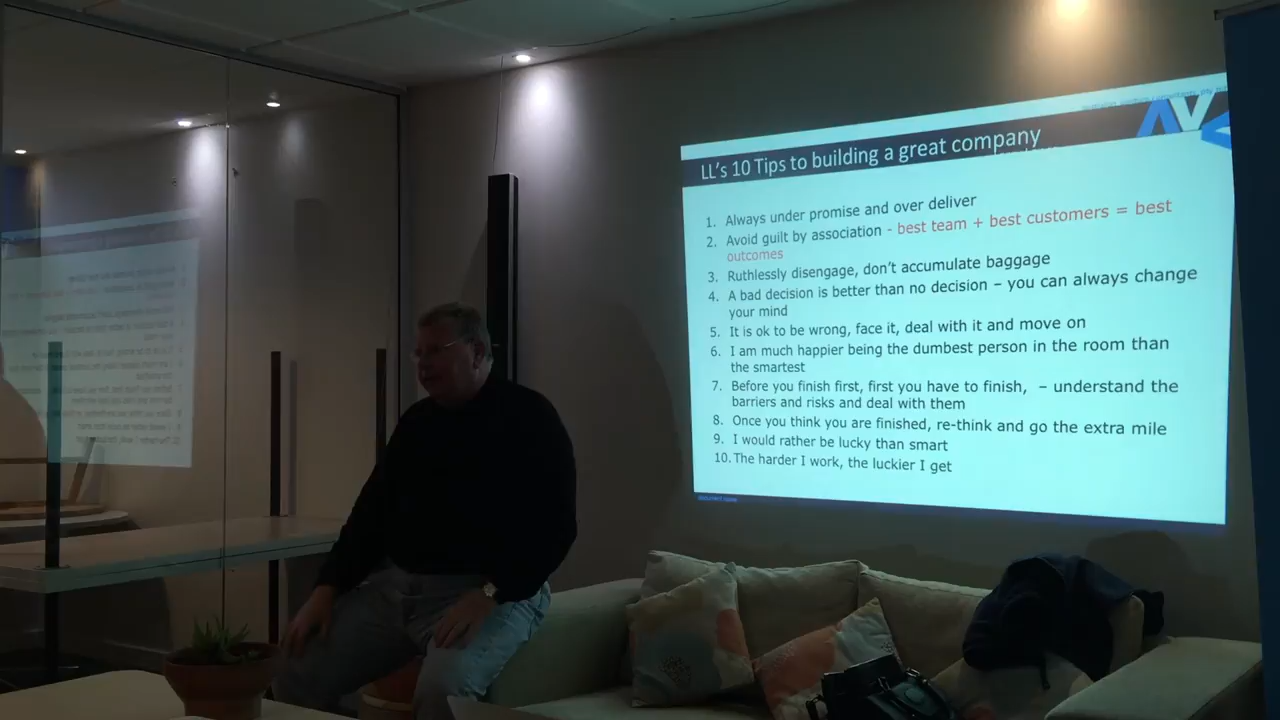 LL's 10 Tips to building a great company
1. Always under promise and over deliver
2. Avoid guilt by association - best team + best customers = best
outcomes
3. Ruthlessly disengage, don't accumulate baggage
4. A bad decision is better than no decision – you can always change
your mind
5. It is ok to be wrong, face it, deal with it and move on
6. I am much happier being the dumbest person in the room than
the smartest
7. Before you finish first, first you have to finish, – understand the
barriers and risks and deal with them
8. Once you think you are finished, re-think and go the extra mile
9. I would rather be lucky than smart
10. The harder I work, the luckier I get